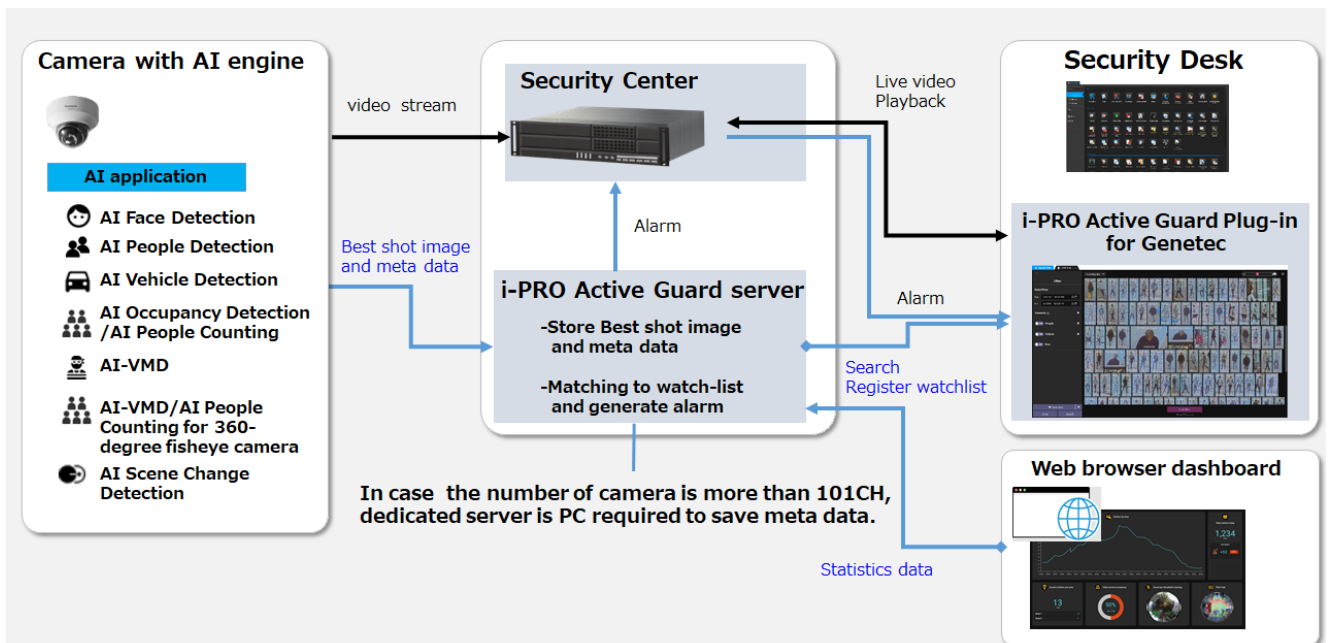 Camera with AI engine
AI application
AI Face Detection
AI People Detection
AI Vehicle Detection
AI Occupancy Detection
/AI People Counting
AI-VMD
AI-VMD/AI People
Counting for 360-
degree fisheye camera
AI Scene Change
Detection
video stream
Best shot image
and meta data
Security Center
Alarm
i-PRO Active Guard server
-Store Best shot image
and meta data
-Matching to watch-list
and generate alarm
In case the number of camera is more than 101CH,
dedicated server is PC required to save meta data.
Live video
Playback
Alarm
Search
Register watchlist
Statistics data
Security Desk
i-PRO Active Guard Plug-in
for Genetec
Web browser dashboard
1,234
13
50%